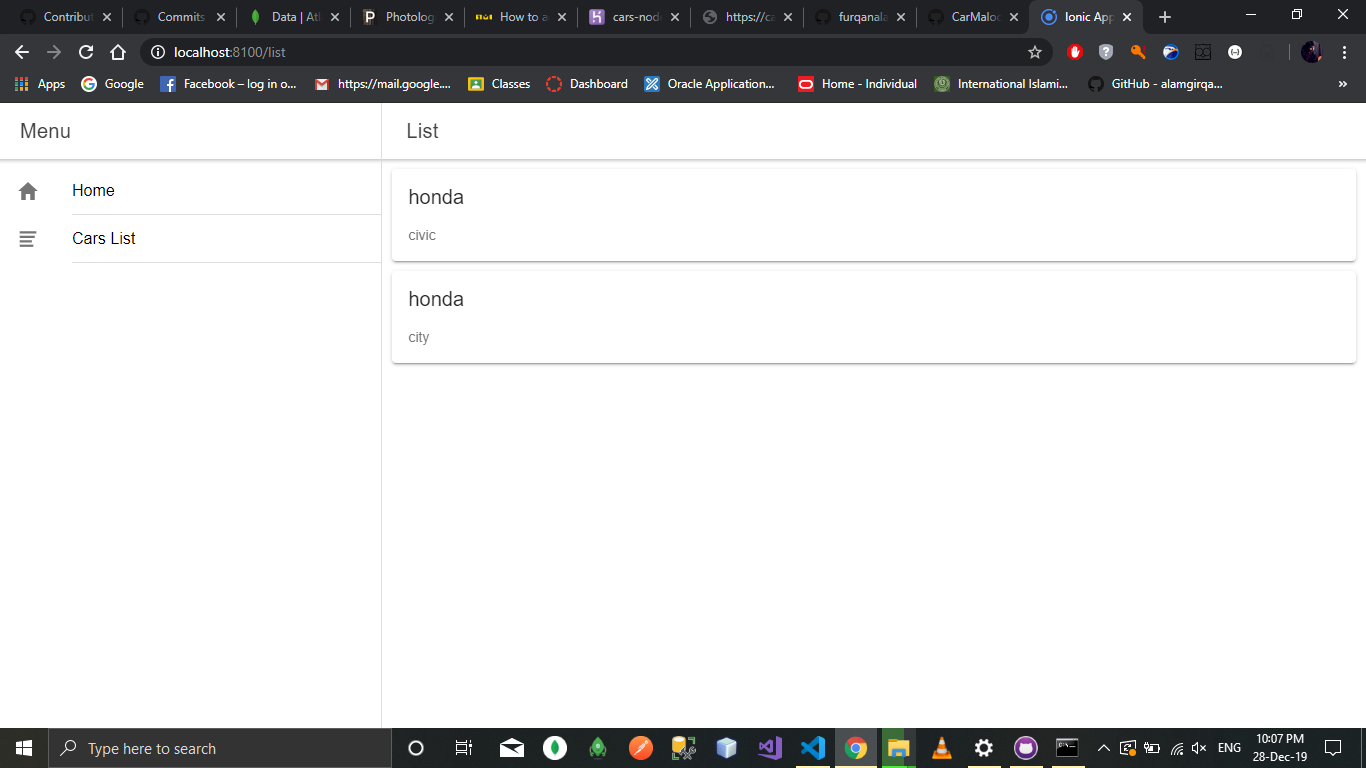 Contribut
Commits
Data | Atl
Photolog
How to a
cars-node
https://ca
furqanala
CarMaloc
Ionic App
localhost:8100/list
Apps
Google
Facebook – log in o...
https://mail.google....
Classes
Dashboard
Oracle Application...
Home - Individual
International Islami...
GitHub - alamgirqa...
»
Menu
List
Home
Cars List
honda
civic
honda
city
Type here to search
ENG
10:07 PM
28-Dec-19